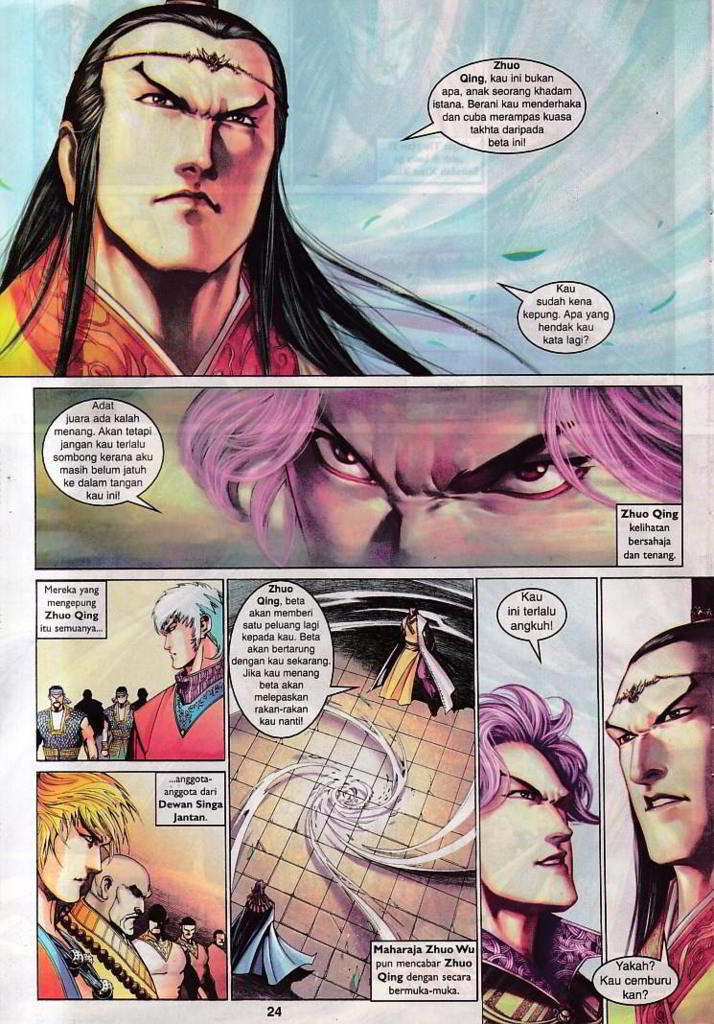 Zhuo
Qing, kau ini bukan
apa, anak seorang khadam
istana. Berani kau menderhaka
dan cuba merampas kuasa
takhta daripada
beta ini!
Kau
sudah kena
kepung. Apa yang
hendak kau
kata lagi?
Adat
juara ada kalah
menang. Akan tetapi
jangan kau terlalu
sombong kerana aku
masih belum jatuh
ke dalam tangan
kau ini!
Zhuo Qing
kelihatan
bersahaja
dan tenang.
Mereka yang
mengepung
Zhuo Qing
itu semuanya...
...anggota-
anggota dari
Dewan Singa
Jantan.
Zhuo
Qing, beta
akan memberi
satu peluang lagi
kepada kau. Beta
akan bertarung
dengan kau sekarang.
Jika kau menang
beta akan
melepaskan
rakan-rakan
kau nanti!
Maharaja Zhuo Wu
pun mencabar Zhuo
Qing dengan secara
bermuka-muka.
Kau
ini terlalu
angkuh!
Yakah?
Kau cemburu
kan?
24